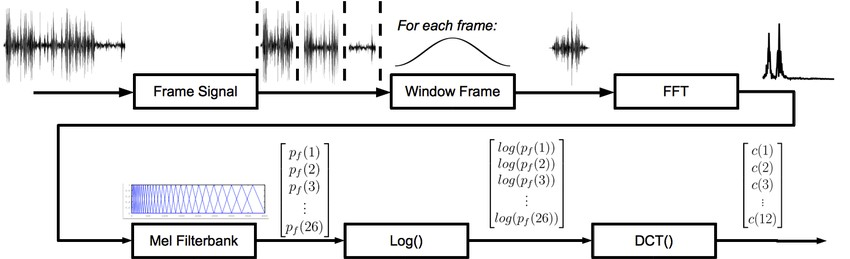 For each frame:
Frame Signal
Window Frame
FFT
p_f(1)
p_f(2)
p_f(3)
⋮
p_f(26)
log(p_f(1))
log(p_f(2))
log(p_f(3))
⋮
log(p_f(26))
c(1)
c(2)
c(3)
⋮
c(12)
Mel Filterbank
Log()
DCT()